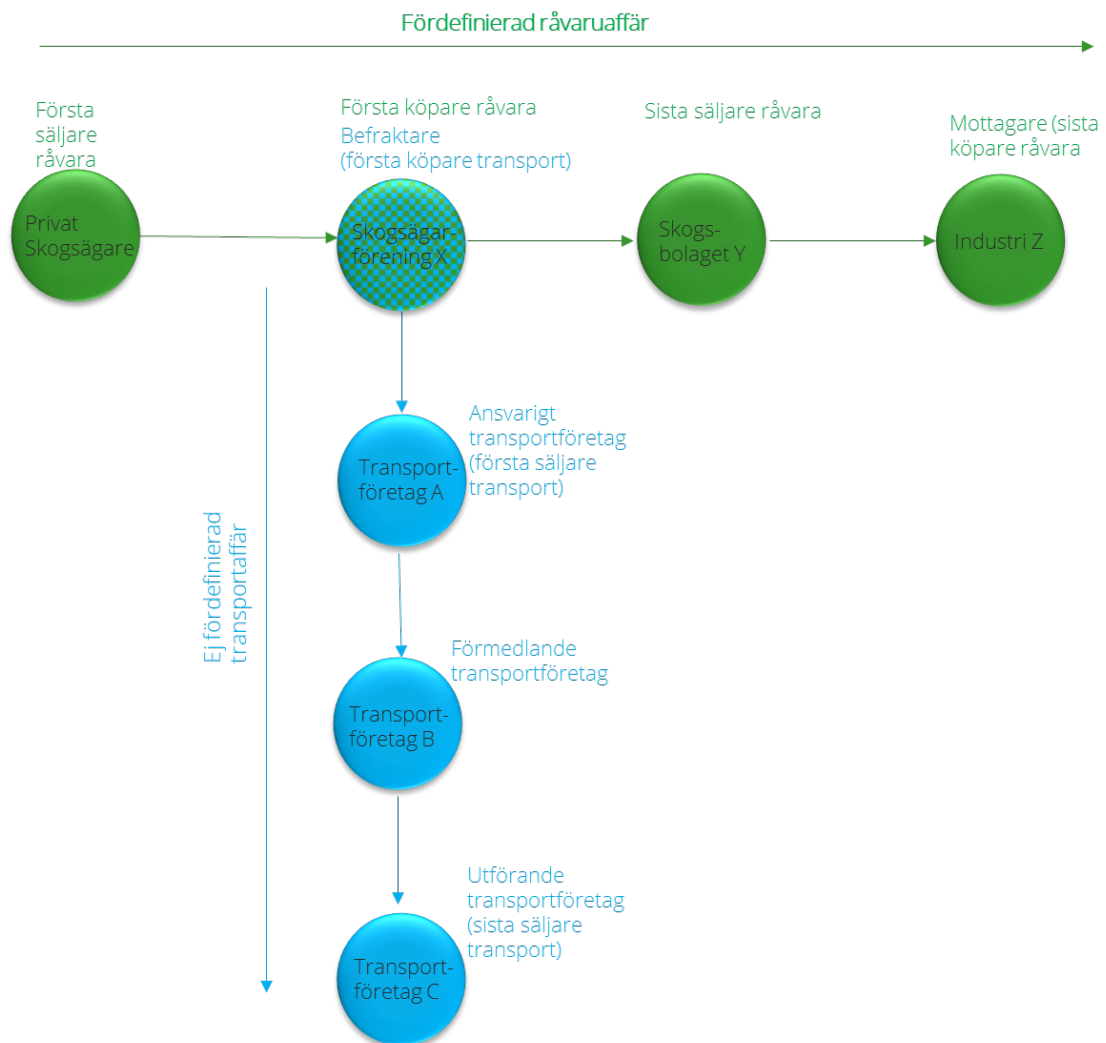 Fördefinierad råvaruaffär
Första
säljare
råvara
Första köpare råvara
Befraktare
(första köpare transport)
Sista säljare råvara
Mottagare (sista
köpare råvara
Privat
Skogsägare
Skogsägar-
förening X
Skogs-
bolaget Y
Industri Z
Ansvarigt
transportföretag
(första säljare
transport)
Transport-
företag A
Ej fördefinierad
transportaffär
Förmedlande
transportföretag
Transport-
företag B
Utförande
transportföretag
(sista säljare
transport)
Transport-
företag C